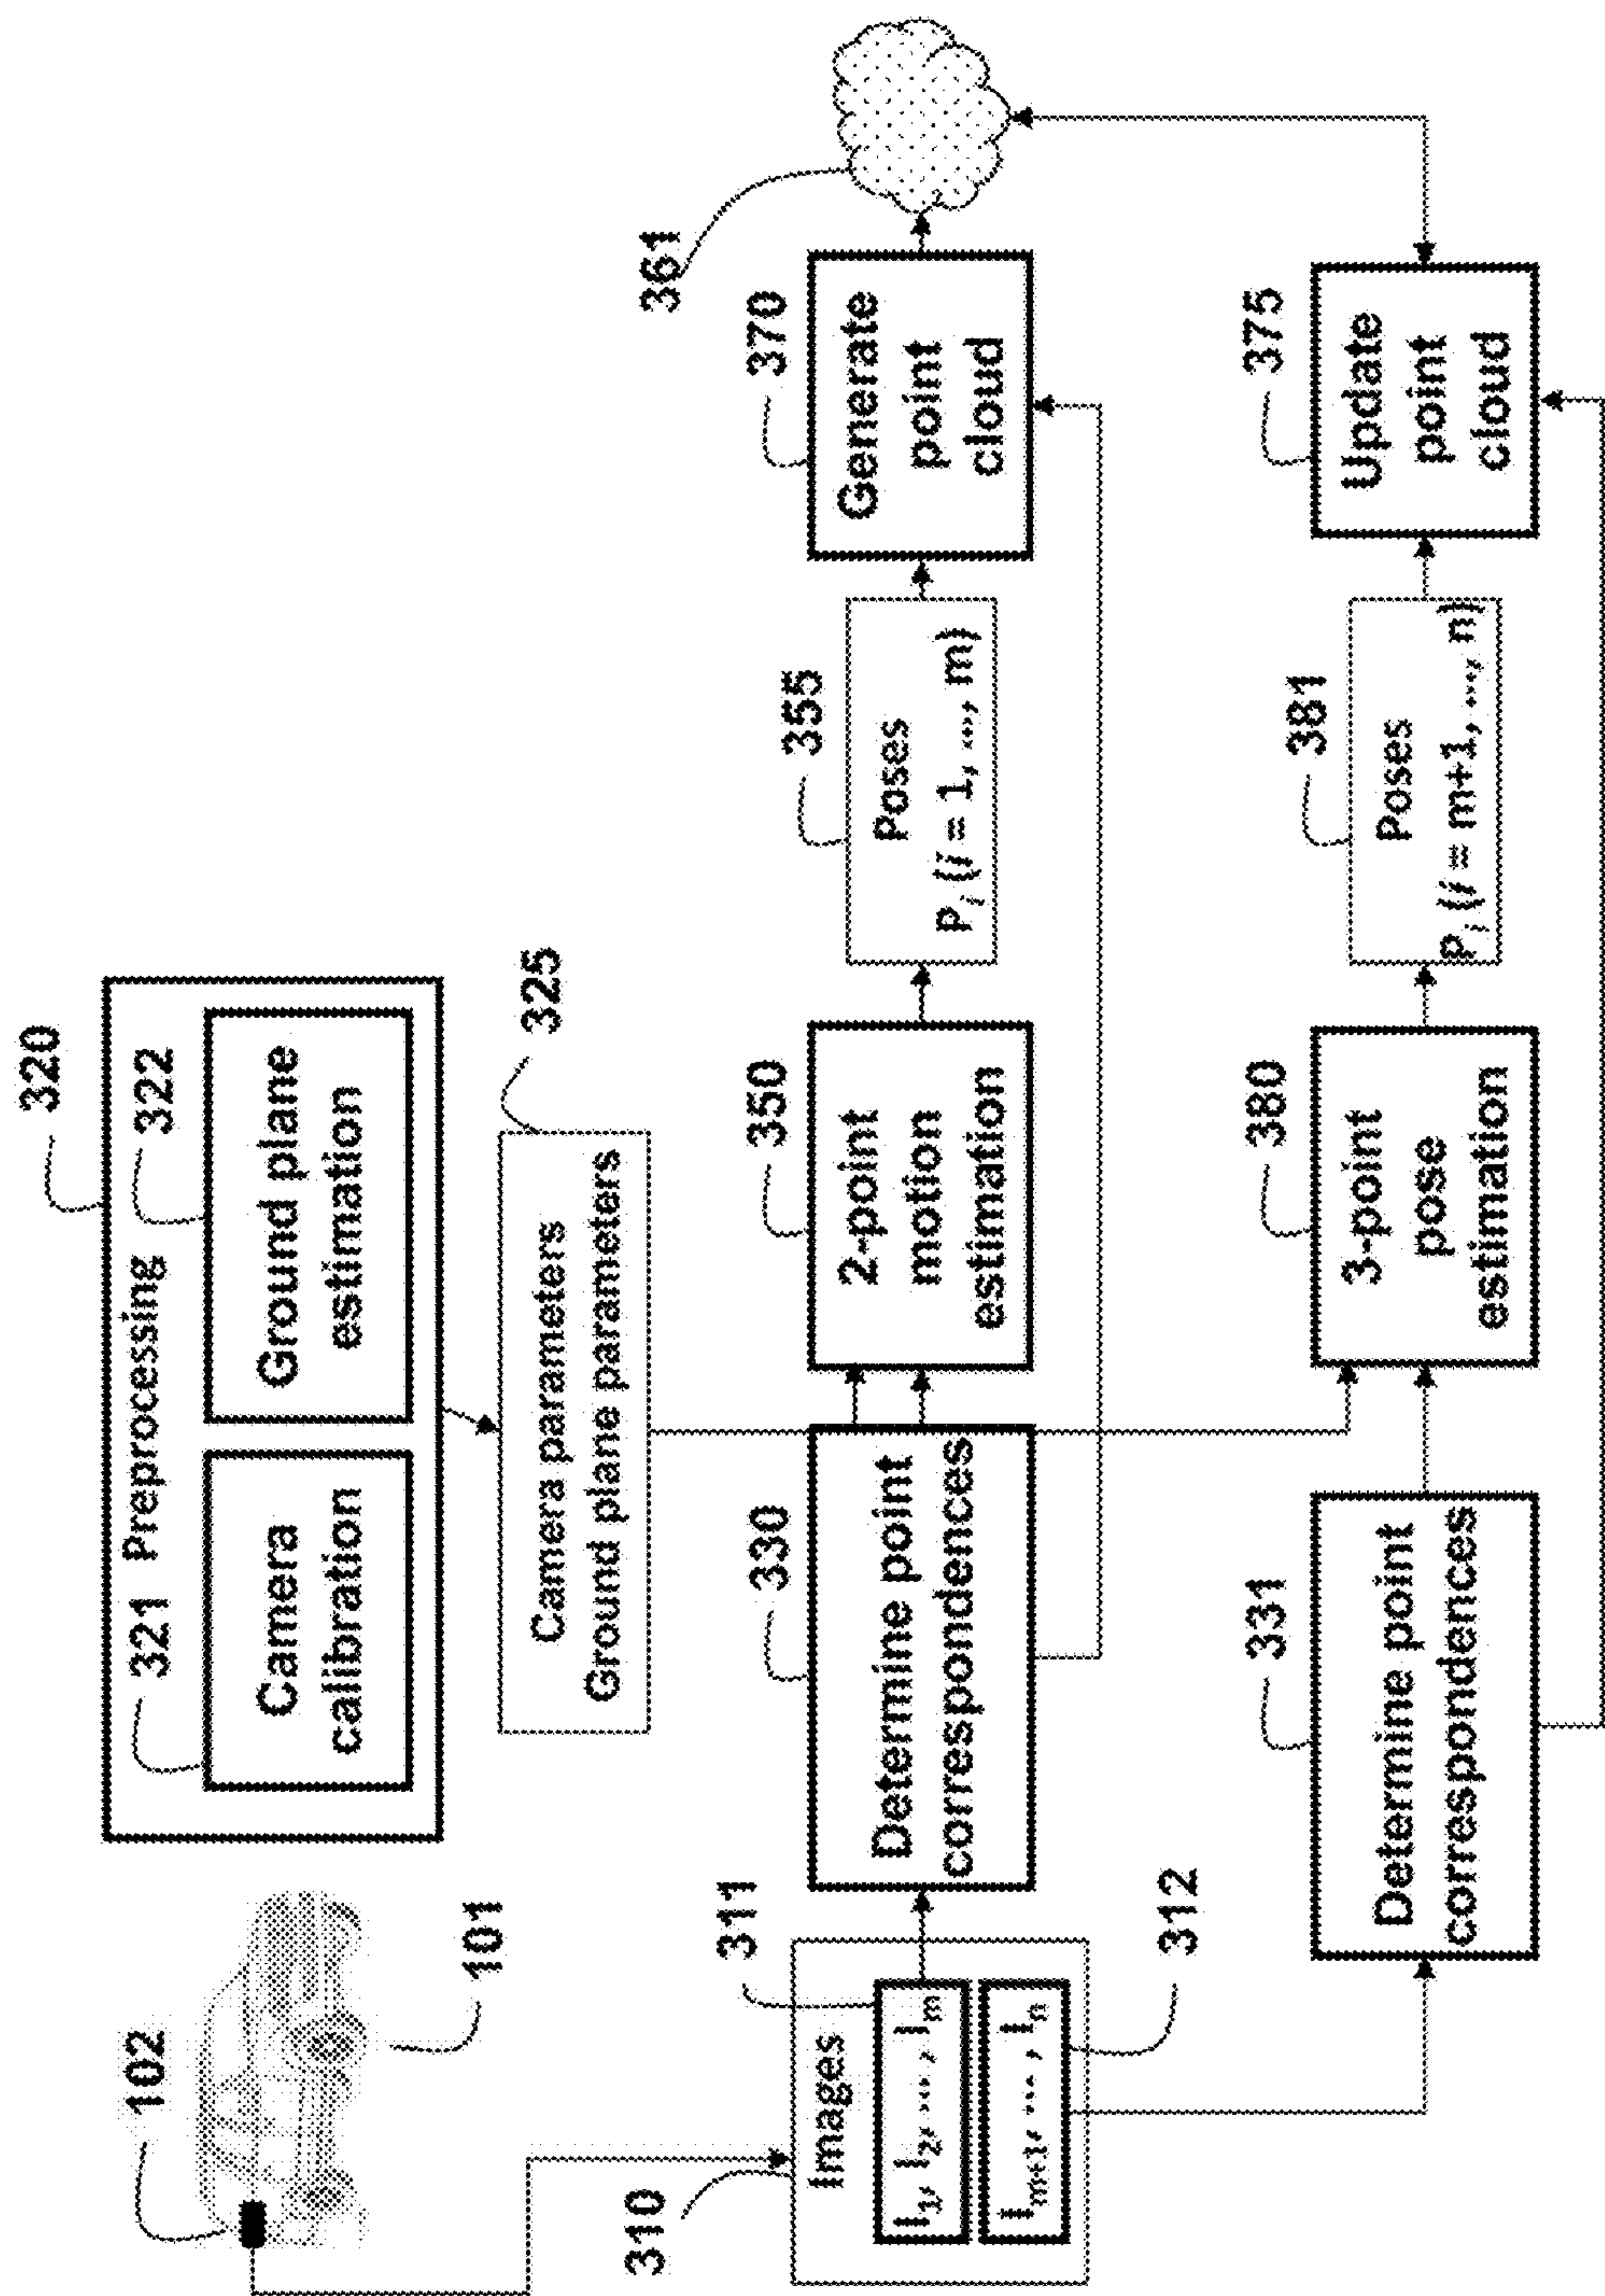 320
321 Preprocessing 322
Camera
calibration
Ground plane
estimation
102
101
325
Camera parameters
Ground plane parameters
361
310
Images
311
I1, I2, ... , Im
Im+1, ... , In
312
330
Determine point
correspondences
350
2-point
motion
estimation
355
Poses
Pi (i = 1, ..., m)
370
Generate
point
cloud
331
Determine point
correspondences
380
3-point
pose
estimation
381
Poses
Pi (i = m+1, ..., n)
375
Update
point
cloud